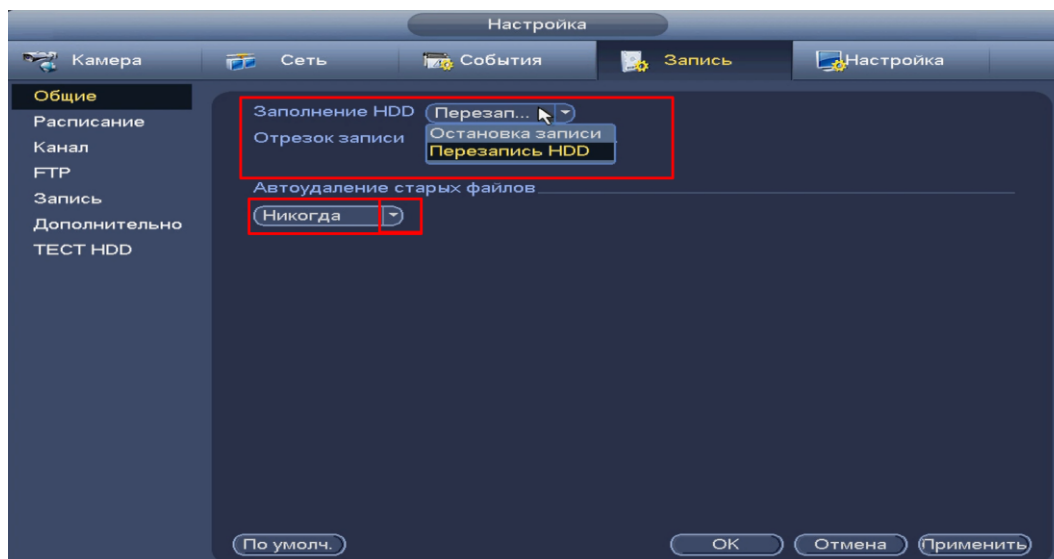 Настройка
Камера Сеть События Запись Настройка
Общие
Расписание
Канал
FTP
Запись
Дополнительно
ТЕСТ HDD
Заполнение HDD Перезап...
Остановка записи
Перезапись HDD
Отрезок записи
Автоудаление старых файлов
Никогда
По умолч. OK Отмена Применить